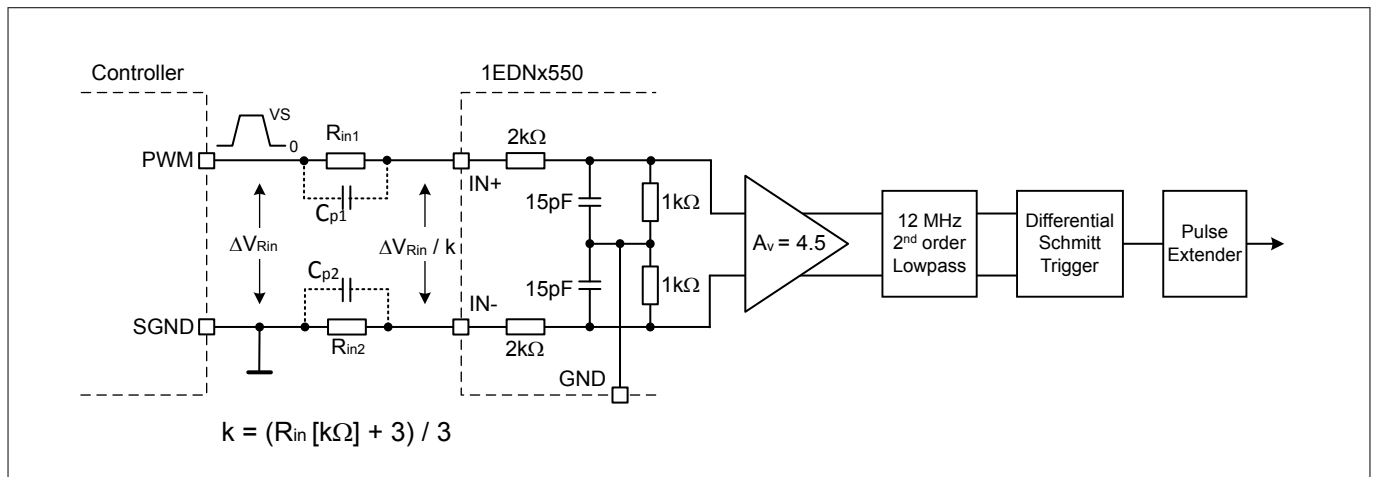 Controller
1EDNx550
VS
0
Rin1
2kΩ
PWM
IN+
Cp1
15pF
1kΩ
ΔVRin
ΔVRin / k
Av = 4.5
12 MHz
2nd order
Lowpass
Differential
Schmitt
Trigger
Pulse
Extender
Cp2
15pF
1kΩ
IN-
SGND
Rin2
2kΩ
GND
k = (Rin [kΩ] + 3) / 3